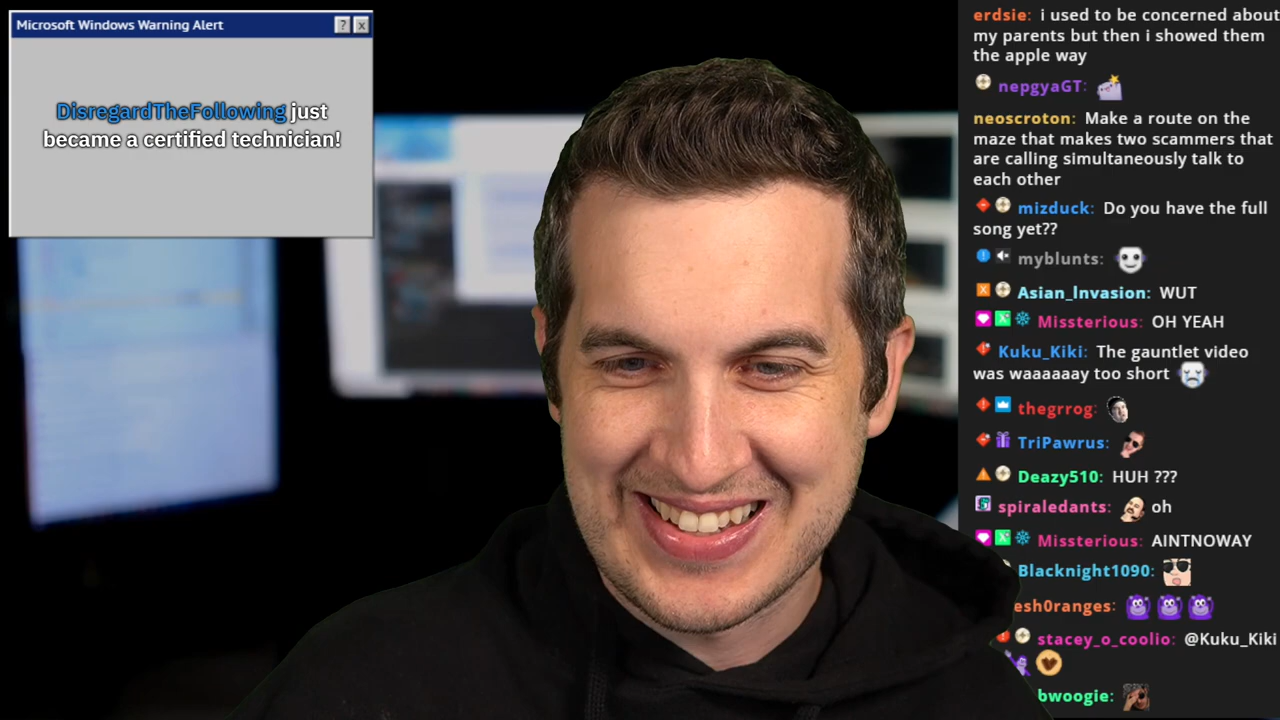 Microsoft Windows Warning Alert
DisregardTheFollowing just
became a certified technician!
erdsie: i used to be concerned about
my parents but then i showed them
the apple way
nepgyaGT:
neoscroton: Make a route on the
maze that makes two scammers that
are calling simultaneously talk to
each other
mizduck: Do you have the full
song yet??
myblunts:
Asian_lnvasion: WUT
Missterious: OH YEAH
Kuku_Kiki: The gauntlet video
was waaaaaay too short
thegrrog:
TriPawrus:
Deazy510: HUH ???
spiraledants: oh
Missterious: AINTNOWAY
Blacknight1090:
esh0ranges:
stacey_o_coolio: @Kuku_Kiki
bwoogie: